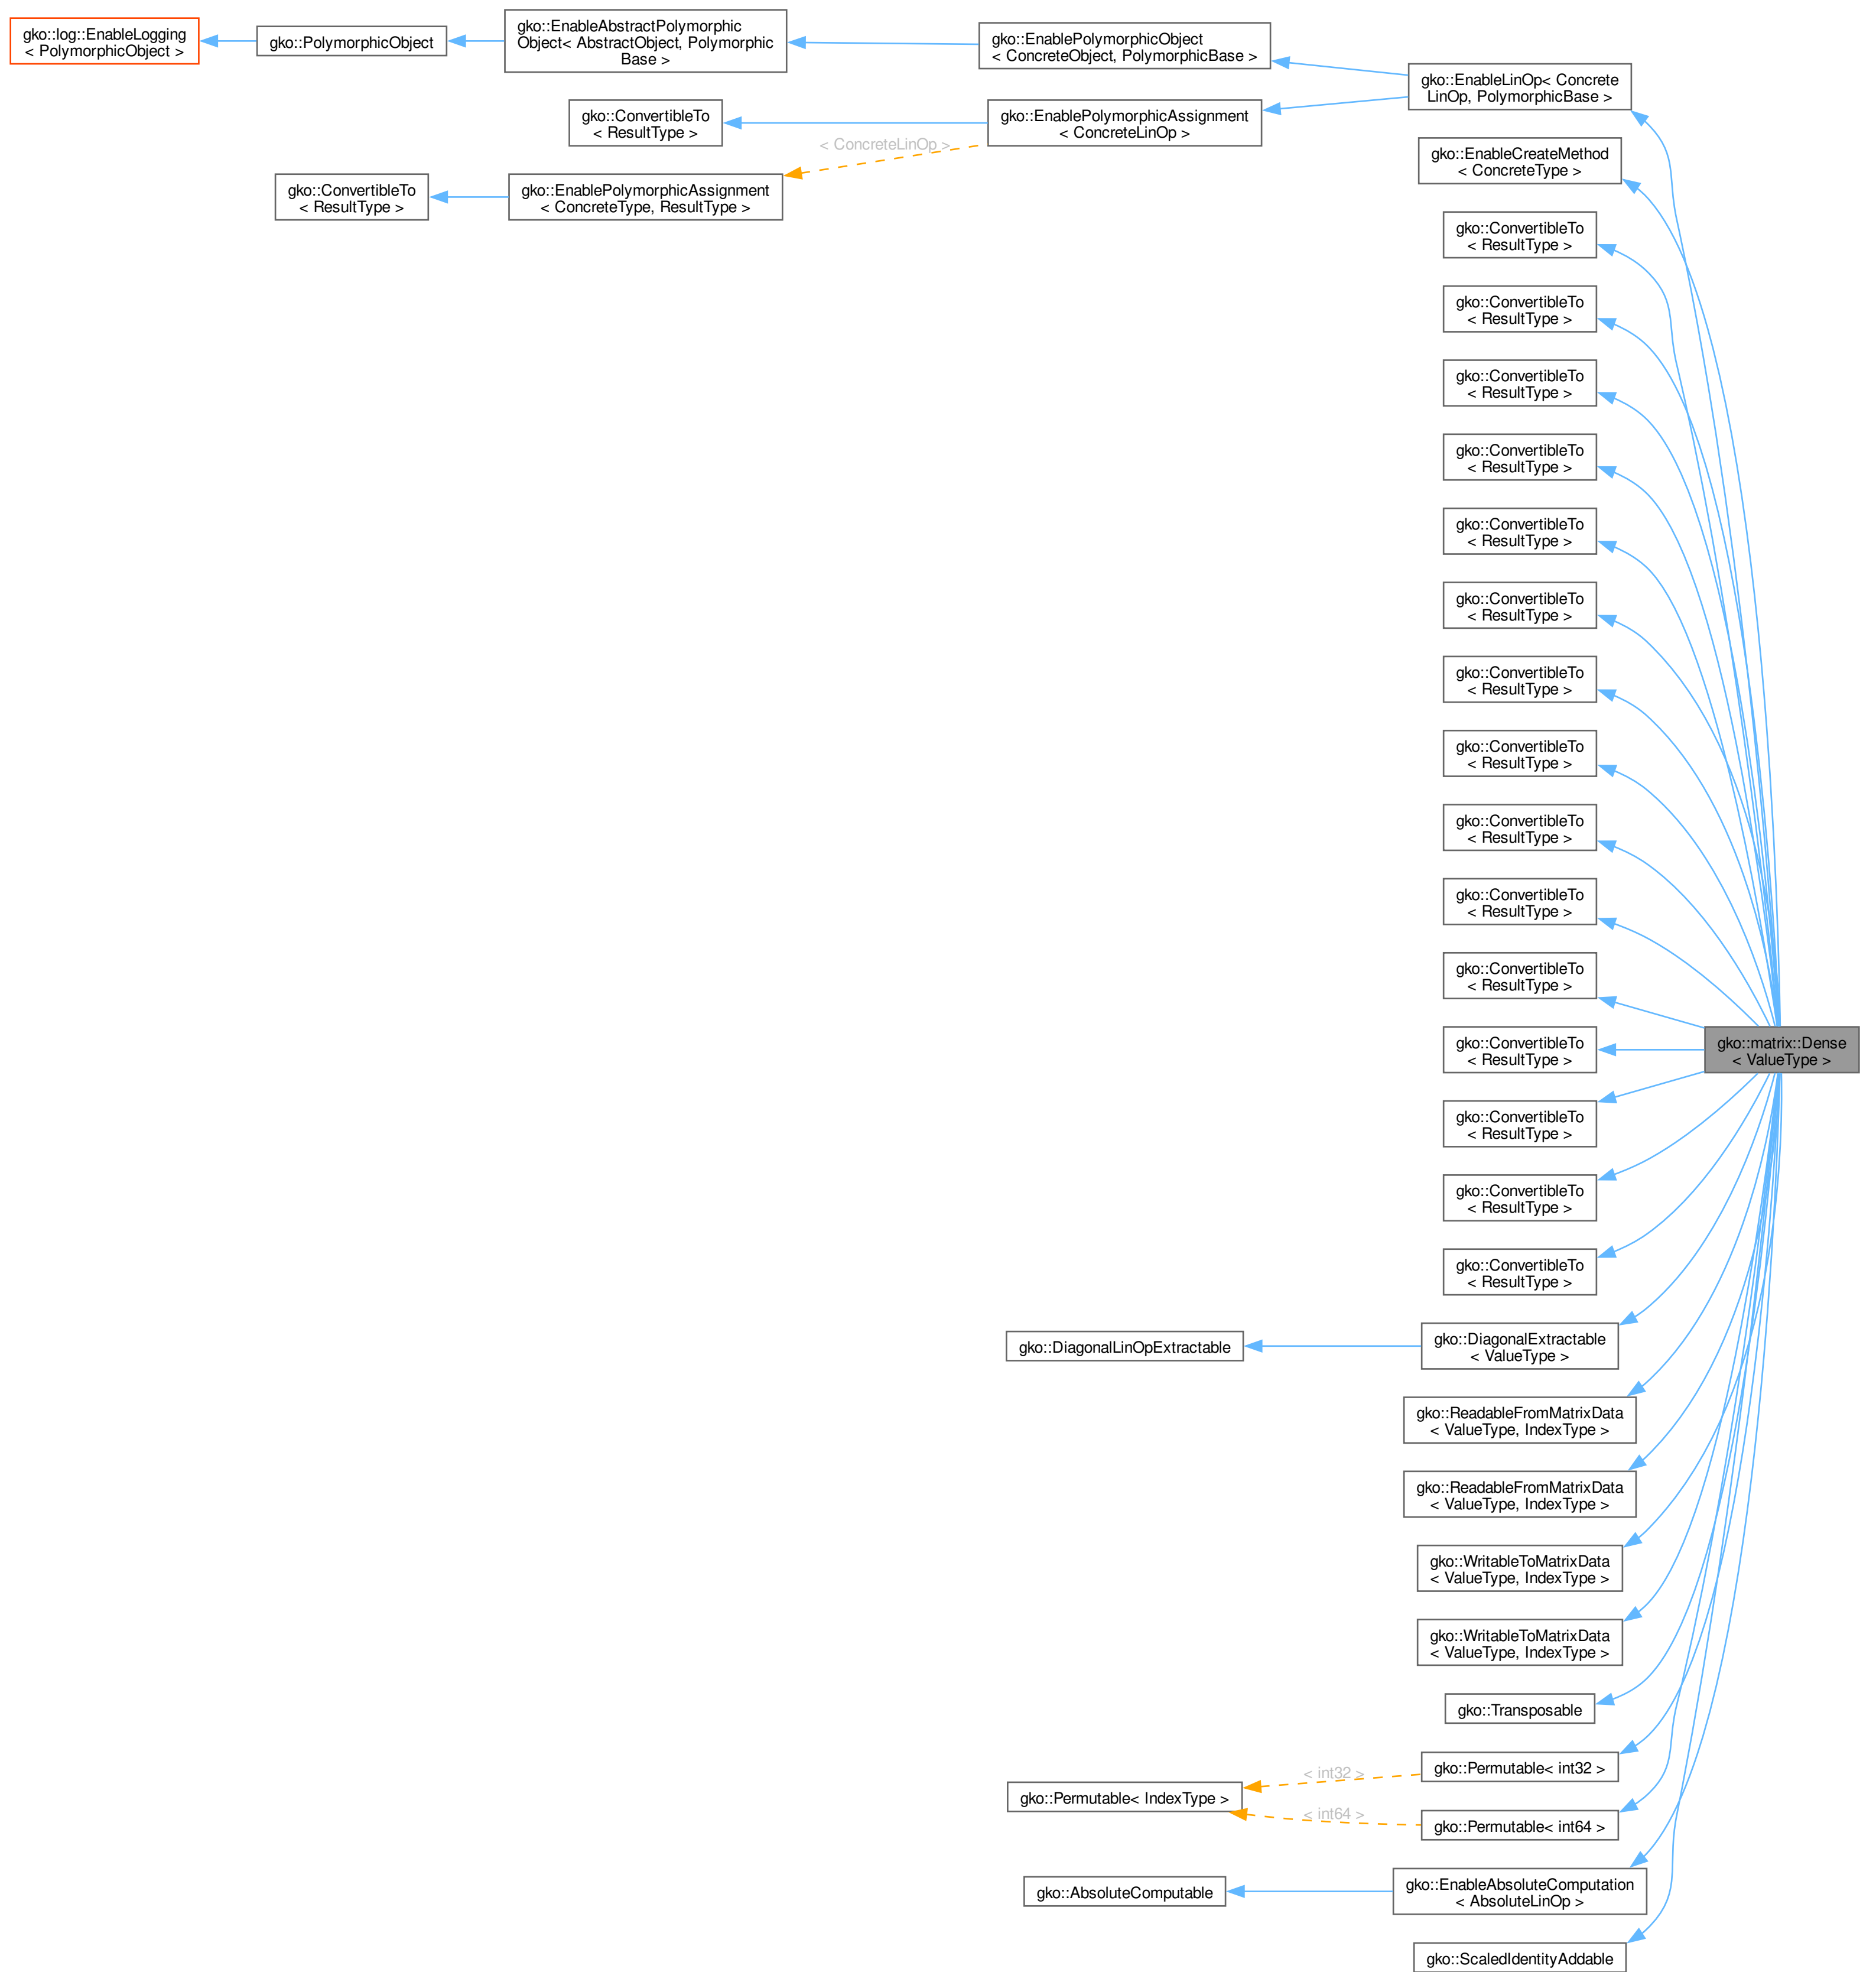 gko::log::EnableLogging
< PolymorphicObject >
gko::PolymorphicObject
gko::EnableAbstractPolymorphic
Object< AbstractObject, Polymorphic
Base >
gko::EnablePolymorphicObject
< ConcreteObject, PolymorphicBase >
gko::EnableLinOp< Concrete
LinOp, PolymorphicBase >
gko::ConvertibleTo
< ResultType >
gko::EnablePolymorphicAssignment
< ConcreteLinOp >
< ConcreteLinOp >
gko::ConvertibleTo
< ResultType >
gko::EnablePolymorphicAssignment
< ConcreteType, ResultType >
gko::EnableCreateMethod
< ConcreteType >
gko::ConvertibleTo
< ResultType >
gko::ConvertibleTo
< ResultType >
gko::ConvertibleTo
< ResultType >
gko::ConvertibleTo
< ResultType >
gko::ConvertibleTo
< ResultType >
gko::ConvertibleTo
< ResultType >
gko::ConvertibleTo
< ResultType >
gko::ConvertibleTo
< ResultType >
gko::ConvertibleTo
< ResultType >
gko::ConvertibleTo
< ResultType >
gko::ConvertibleTo
< ResultType >
gko::ConvertibleTo
< ResultType >
gko::matrix::Dense
< ValueType >
gko::ConvertibleTo
< ResultType >
gko::ConvertibleTo
< ResultType >
gko::ConvertibleTo
< ResultType >
gko::DiagonalLinOpExtractable
gko::DiagonalExtractable
< ValueType >
gko::ReadableFromMatrixData
< ValueType, IndexType >
gko::ReadableFromMatrixData
< ValueType, IndexType >
gko::WritableToMatrixData
< ValueType, IndexType >
gko::WritableToMatrixData
< ValueType, IndexType >
gko::Transposable
gko::Permutable< IndexType >
< int32 >
gko::Permutable< int32 >
< int64 >
gko::Permutable< int64 >
gko::AbsoluteComputable
gko::EnableAbsoluteComputation
< AbsoluteLinOp >
gko::ScaledIdentityAddable